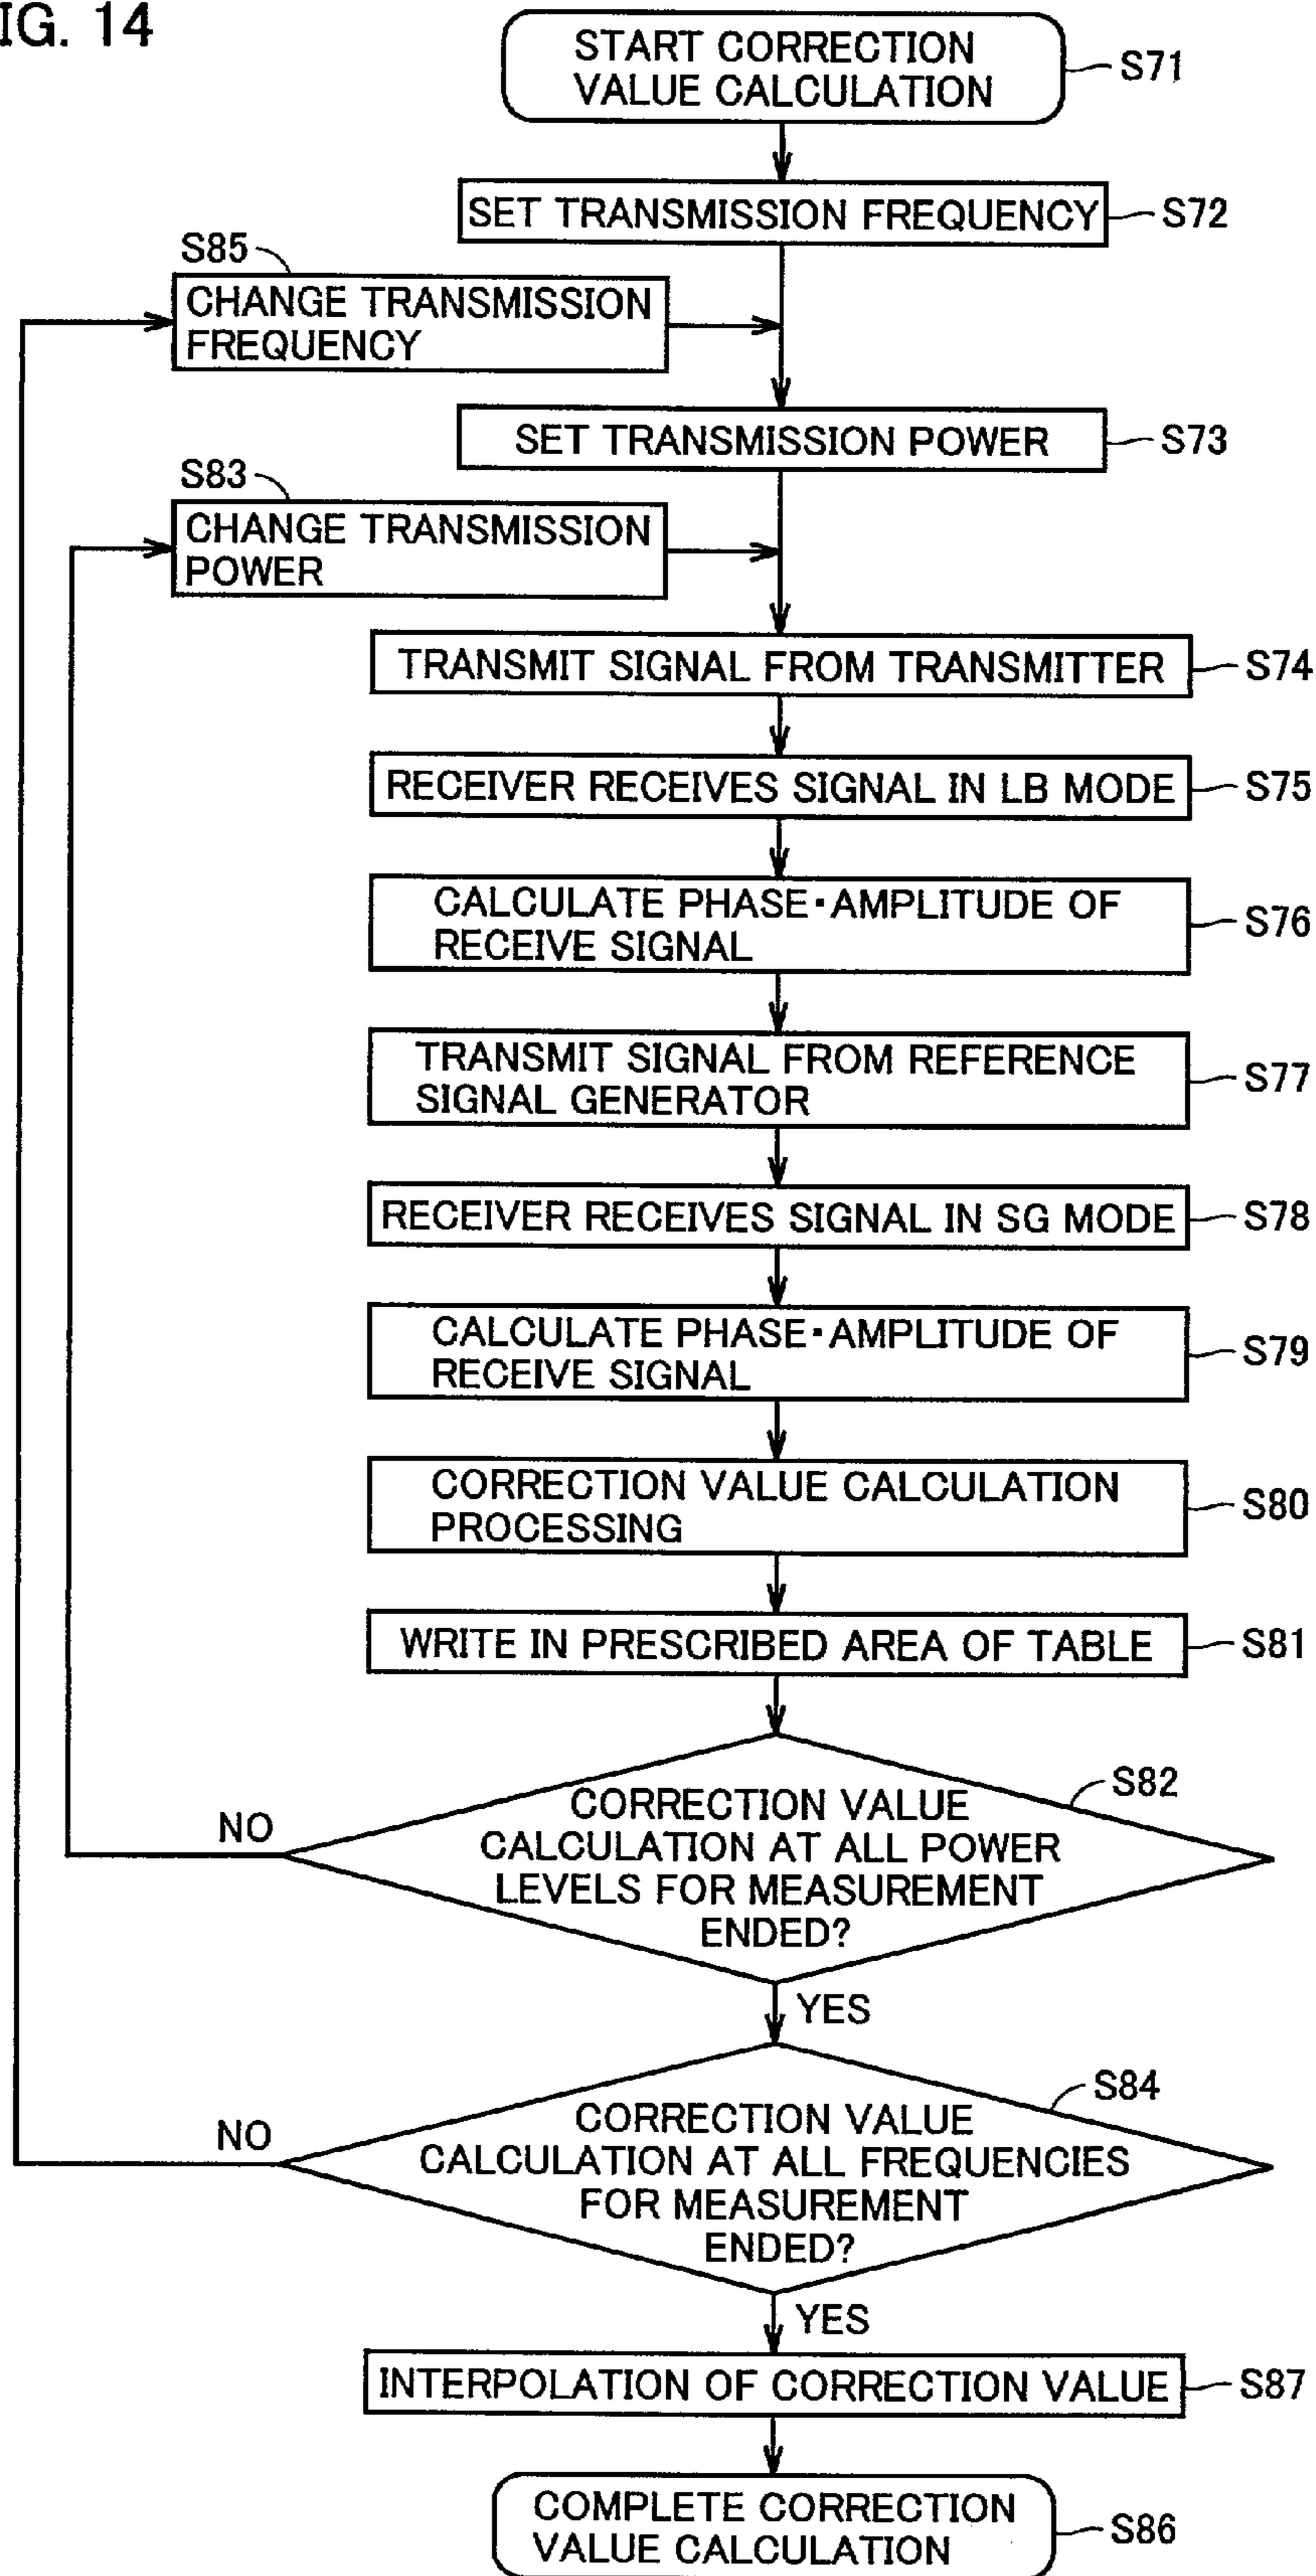 IG. 14
START CORRECTION
VALUE CALCULATION
S71
SET TRANSMISSION FREQUENCY
S72
S85
CHANGE TRANSMISSION
FREQUENCY
SET TRANSMISSION POWER
S73
S83
CHANGE TRANSMISSION
POWER
TRANSMIT SIGNAL FROM TRANSMITTER
S74
RECEIVER RECEIVES SIGNAL IN LB MODE
S75
CALCULATE PHASE・AMPLITUDE OF
RECEIVE SIGNAL
S76
TRANSMIT SIGNAL FROM REFERENCE
SIGNAL GENERATOR
S77
RECEIVER RECEIVES SIGNAL IN SG MODE
S78
CALCULATE PHASE・AMPLITUDE OF
RECEIVE SIGNAL
S79
CORRECTION VALUE CALCULATION
PROCESSING
S80
WRITE IN PRESCRIBED AREA OF TABLE
S81
S82
CORRECTION VALUE
CALCULATION AT ALL POWER
LEVELS FOR MEASUREMENT
ENDED?
NO
YES
S84
CORRECTION VALUE
CALCULATION AT ALL FREQUENCIES
FOR MEASUREMENT
ENDED?
NO
YES
INTERPOLATION OF CORRECTION VALUE
S87
COMPLETE CORRECTION
VALUE CALCULATION
S86